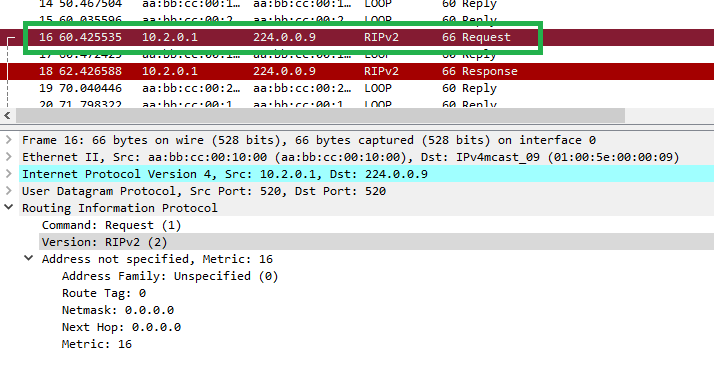 14 50.467504 aa:bb:cc:00:1… aa:bb:cc:00:1… LOOP 60 Reply
15 60.035596 aa:bb:cc:00:2… aa:bb:cc:00:2… LOOP 60 Reply
16 60.425535 10.2.0.1 224.0.0.9 RIPv2 66 Request
17 60.472425 aa:bb:cc:00:1… aa:bb:cc:00:1… LOOP 60 Reply
18 62.426588 10.2.0.1 224.0.0.9 RIPv2 66 Response
19 70.040446 aa:bb:cc:00:2… aa:bb:cc:00:2… LOOP 60 Reply
20 71.798322 aa:bb:cc:00:1… aa:bb:cc:00:1… LOOP 60 Reply
Frame 16: 66 bytes on wire (528 bits), 66 bytes captured (528 bits) on interface 0
Ethernet II, Src: aa:bb:cc:00:10:00 (aa:bb:cc:00:10:00), Dst: IPv4mcast_09 (01:00:5e:00:00:09)
Internet Protocol Version 4, Src: 10.2.0.1, Dst: 224.0.0.9
User Datagram Protocol, Src Port: 520, Dst Port: 520
Routing Information Protocol
Command: Request (1)
Version: RIPv2 (2)
Address not specified, Metric: 16
Address Family: Unspecified (0)
Route Tag: 0
Netmask: 0.0.0.0
Next Hop: 0.0.0.0
Metric: 16